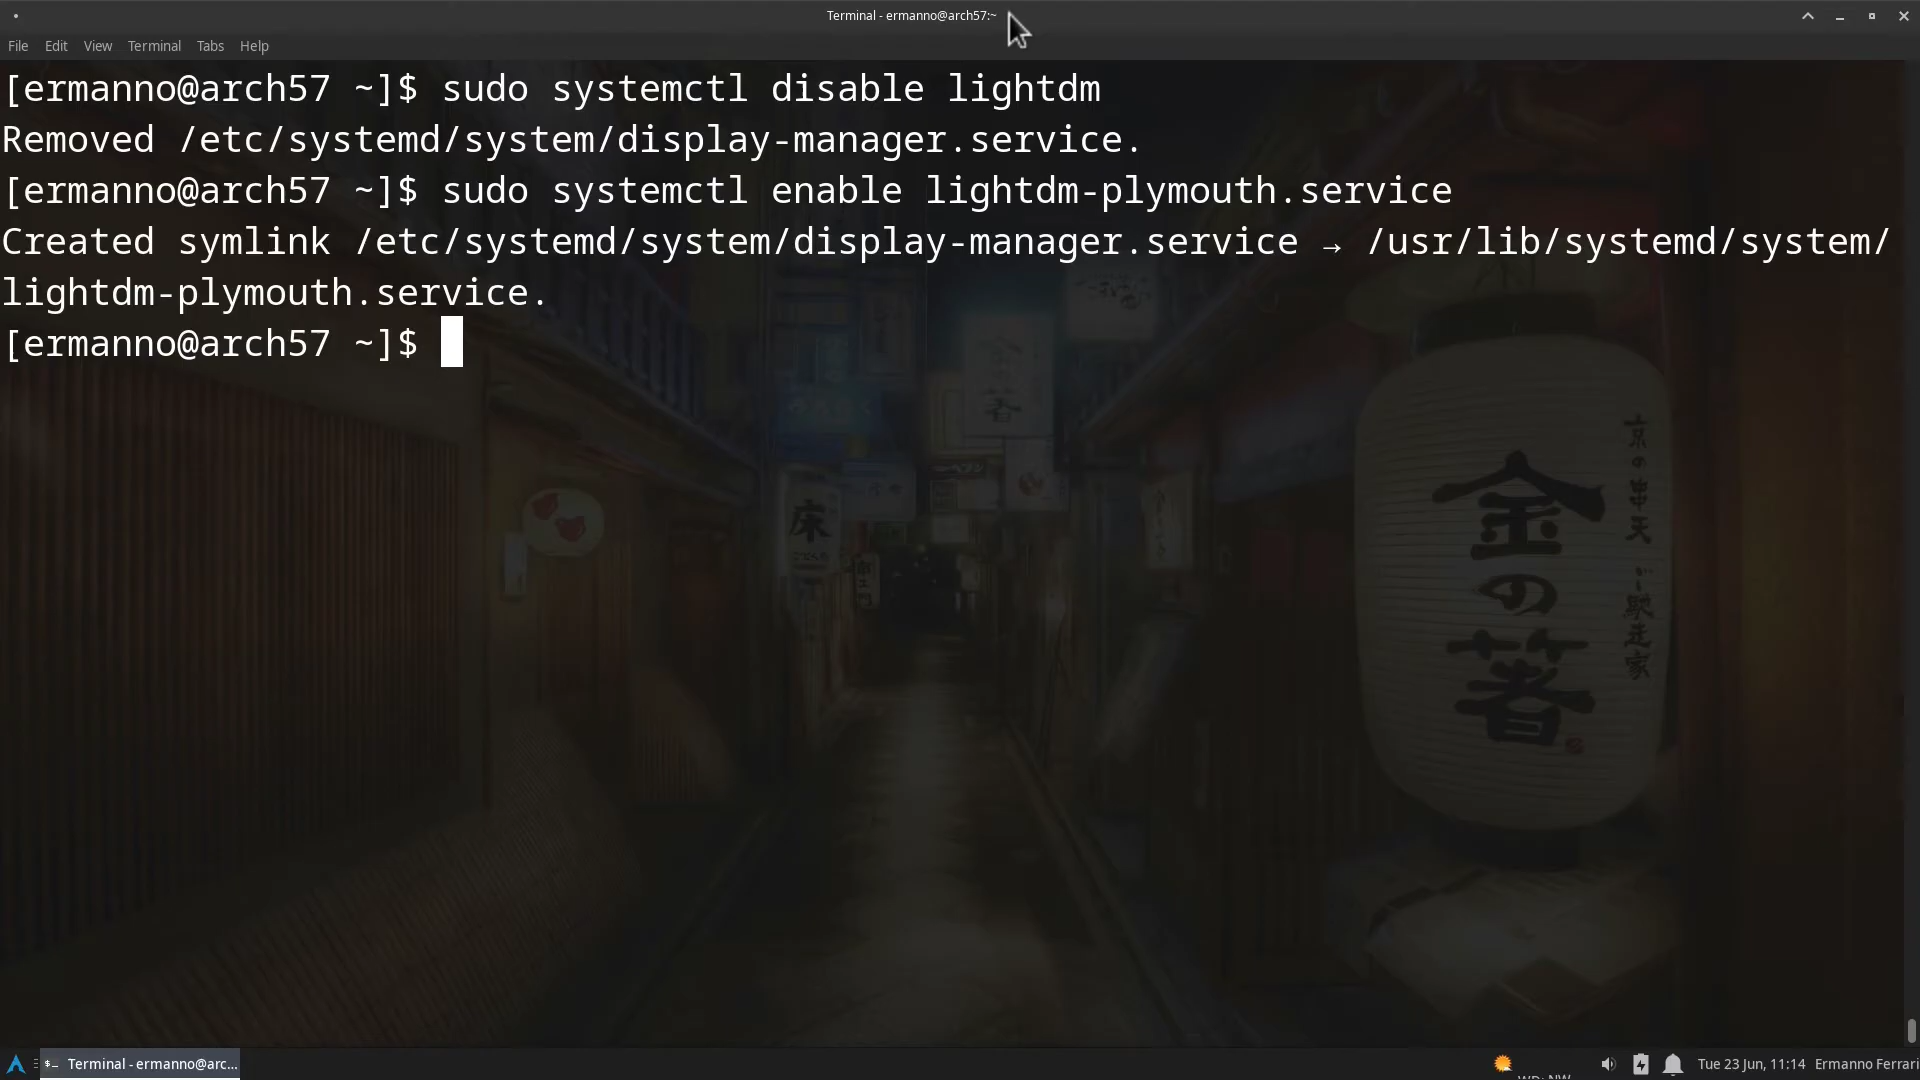 Terminal - ermanno@arch57:~
File Edit View Terminal Tabs Help
[ermanno@arch57 ~]$ sudo systemctl disable lightdm
Removed /etc/systemd/system/display-manager.service.
[ermanno@arch57 ~]$ sudo systemctl enable lightdm-plymouth.service
Created symlink /etc/systemd/system/display-manager.service → /usr/lib/systemd/system/
lightdm-plymouth.service.
[ermanno@arch57 ~]$
床
金の著
Terminal - ermanno@arc...
Tue 23 Jun, 11:14 Ermanno Ferrari